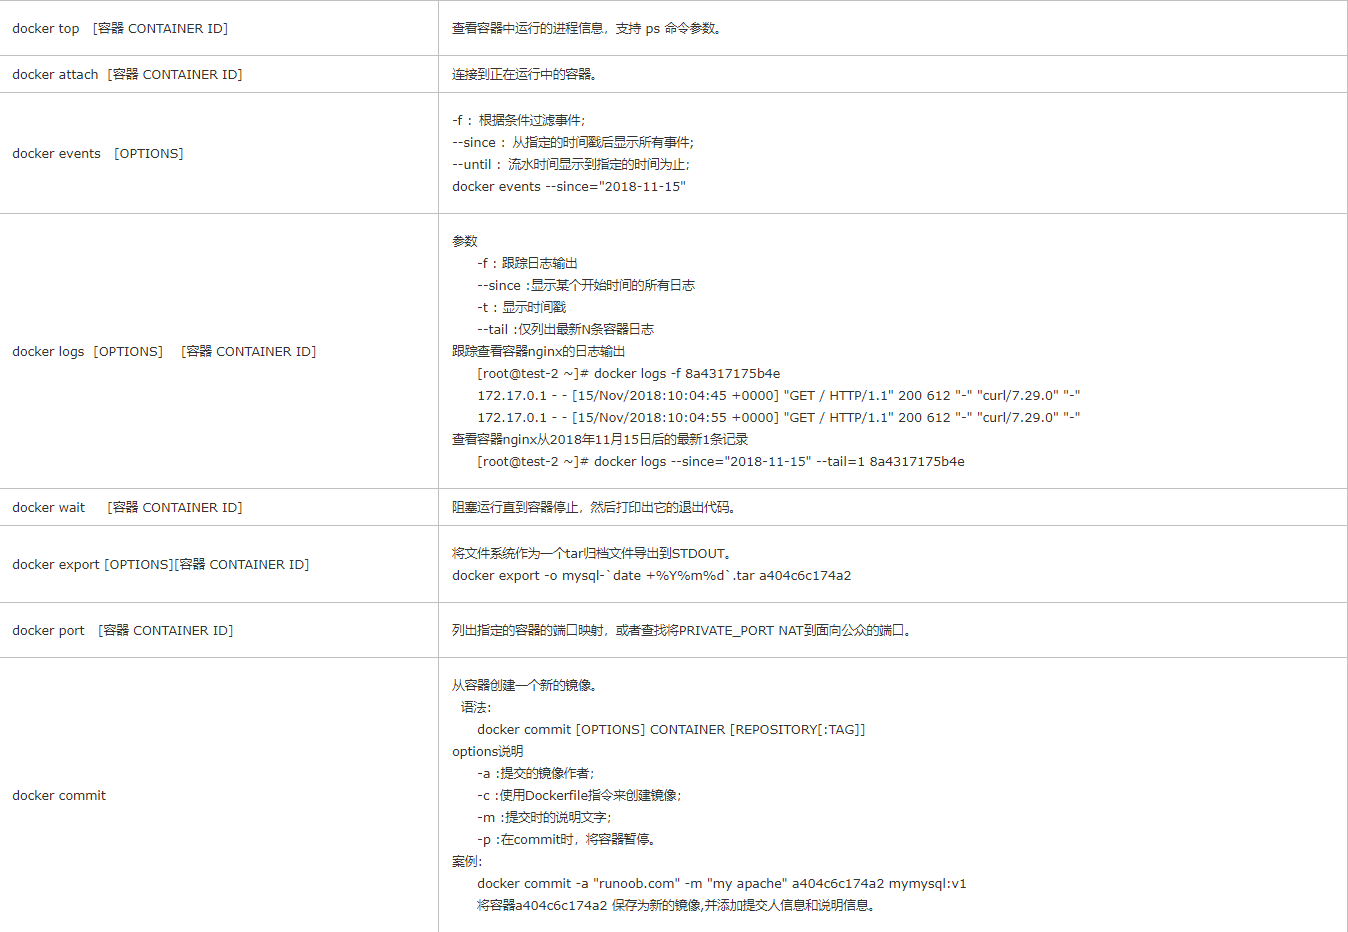 docker top [容器 CONTAINER ID]
查看容器中运行的进程信息，支持 ps 命令参数。
docker attach [容器 CONTAINER ID]
连接到正在运行中的容器。
docker events [OPTIONS]
-f ：根据条件过滤事件；
--since ：从指定的时间戳后显示所有事件;
--until ：流水时间显示到指定的时间为止；
docker events --since="2018-11-15"
docker logs [OPTIONS] [容器 CONTAINER ID]
参数
-f : 跟踪日志输出
--since :显示某个开始时间的所有日志
-t : 显示时间戳
--tail :仅列出最新N条容器日志
跟踪查看容器nginx的日志输出
[root@test-2 ~]# docker logs -f 8a4317175b4e
172.17.0.1 - - [15/Nov/2018:10:04:45 +0000] "GET / HTTP/1.1" 200 612 "-" "curl/7.29.0" "-"
172.17.0.1 - - [15/Nov/2018:10:04:55 +0000] "GET / HTTP/1.1" 200 612 "-" "curl/7.29.0" "-"
查看容器nginx从2018年11月15日后的最新1条记录
[root@test-2 ~]# docker logs --since="2018-11-15" --tail=1 8a4317175b4e
docker wait [容器 CONTAINER ID]
阻塞运行直到容器停止，然后打印出它的退出代码。
docker export [OPTIONS][容器 CONTAINER ID]
将文件系统作为一个tar归档文件导出到STDOUT。
docker export -o mysql-`date +%Y%m%d`.tar a404c6c174a2
docker port [容器 CONTAINER ID]
列出指定的容器的端口映射，或者查找将PRIVATE_PORT NAT到面向公众的端口。
docker commit
从容器创建一个新的镜像。
语法:
docker commit [OPTIONS] CONTAINER [REPOSITORY[:TAG]]
options说明
-a :提交的镜像作者；
-c :使用Dockerfile指令来创建镜像；
-m :提交时的说明文字；
-p :在commit时，将容器暂停。
案例:
docker commit -a "runoob.com" -m "my apache" a404c6c174a2 mymysql:v1
将容器a404c6c174a2 保存为新的镜像,并添加提交人信息和说明信息。